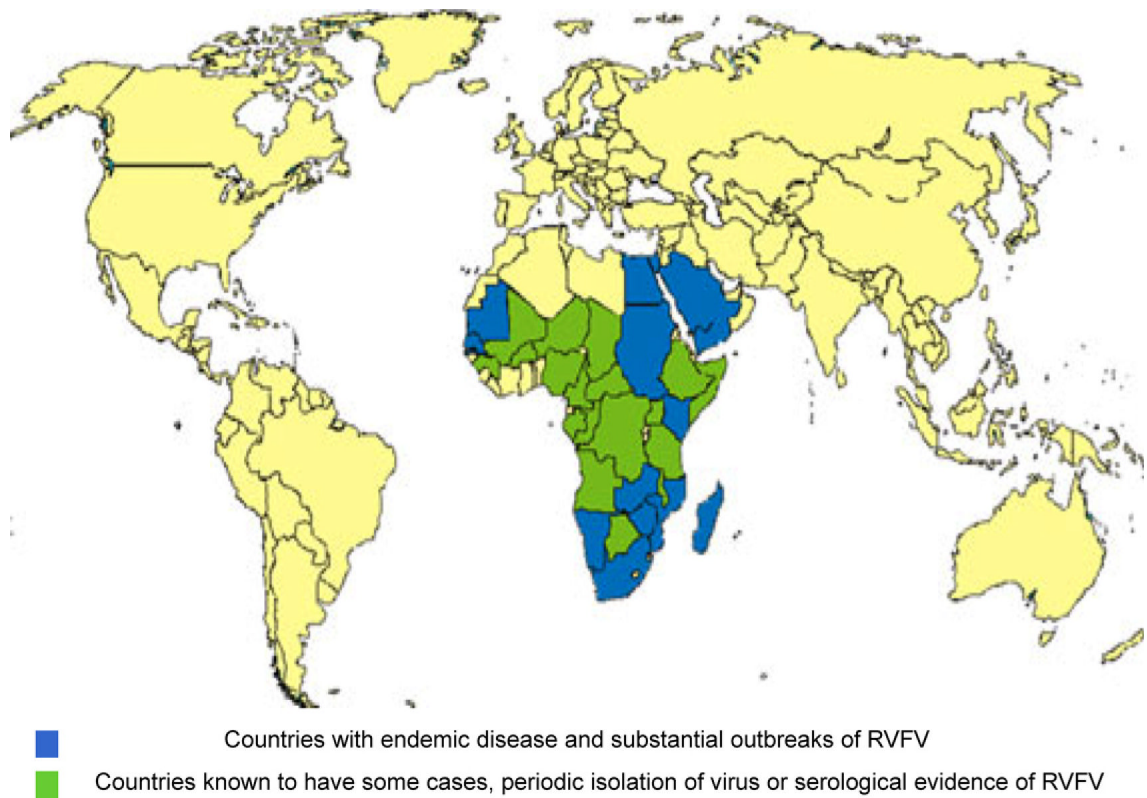 Countries with endemic disease and substantial outbreaks of RVFV
Countries known to have some cases, periodic isolation of virus or serological evidence of RVFV